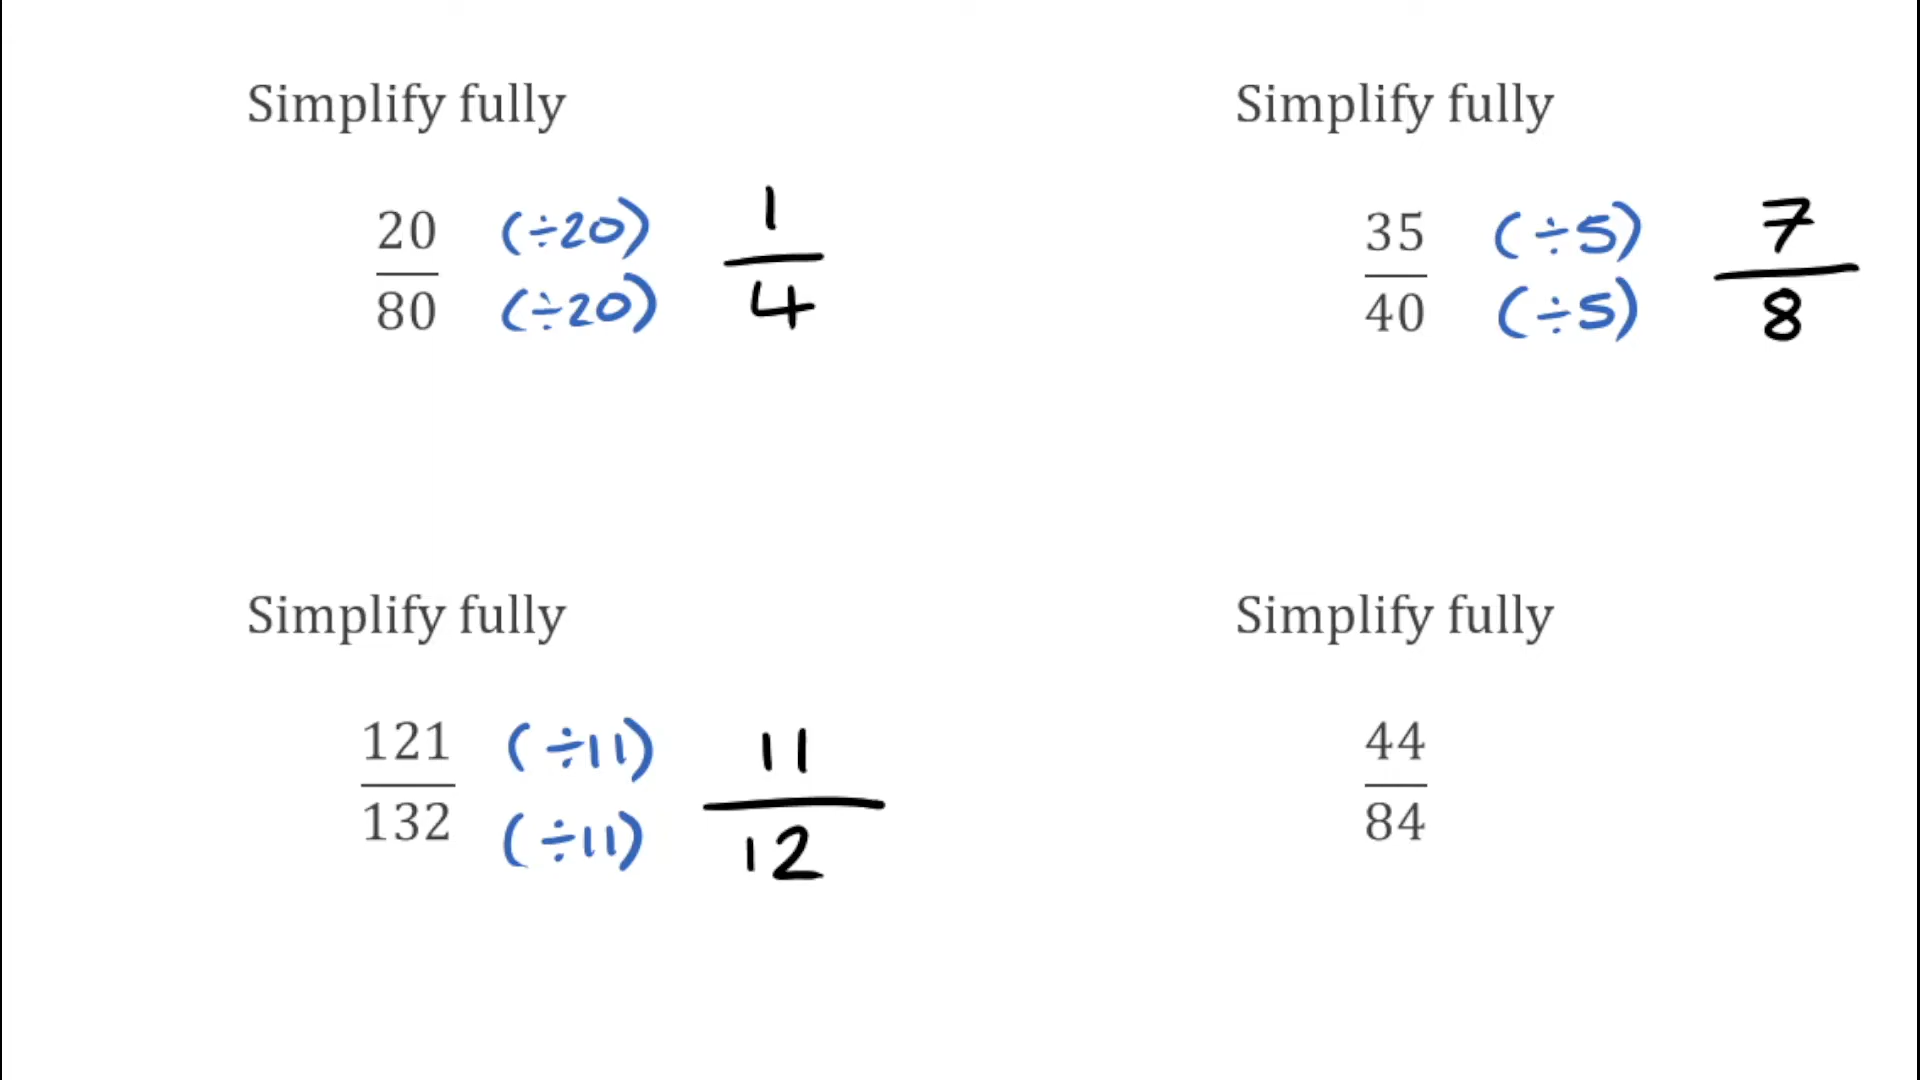 Simplify fully
20 (÷20) 1
80 (÷20) 4
Simplify fully
35 (÷5) 7
40 (÷5) 8
Simplify fully
121 (÷11) 11
132 (÷11) 12
Simplify fully
44
84